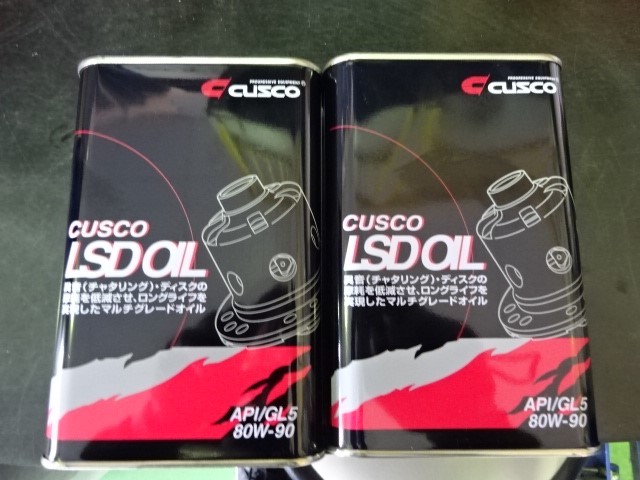 PROGRESSIVE EQUIPMENT
CUSCO
CUSCO
LSD OIL
異音(チャタリング)・ディスクの
摩耗を低減させ、ロングライフを
実現したマルチグレードオイル
API/GL5
80W-90
PROGRESSIVE EQUIPMENT
CUSCO
CUSCO
LSD OIL
異音(チャタリング)・ディスクの
摩耗を低減させ、ロングライフを
実現したマルチグレードオイル
API/GL5
80W-90